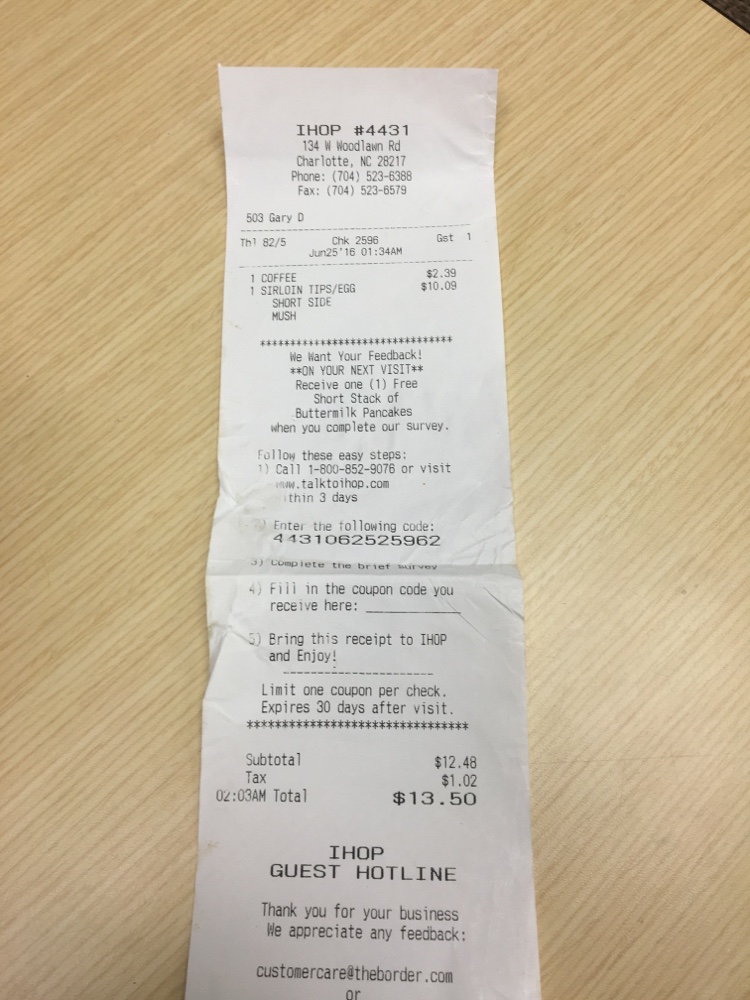 IHOP #4431
134 W Woodlawn Rd
Charlotte, NC 28217
Phone: (704) 523-6388
Fax: (704) 523-6579
503 Gary D
Tbl 82/5 Chk 2596 Gst 1
Jun25'16 01:34AM
1 COFFEE $2.39
1 SIRLOIN TIPS/EGG $10.09
SHORT SIDE
MUSH
********************************
We Want Your Feedback!
**ON YOUR NEXT VISIT**
Receive one (1) Free
Short Stack of
Buttermilk Pancakes
when you complete our survey.
Follow these easy steps:
1) Call 1-800-852-9076 or visit
www.talktoihop.com
ithin 3 days
2) Enter the following code:
4431062525962
3) Complete the brief survey
4) Fill in the coupon code you
receive here: ____________
5) Bring this receipt to IHOP
and Enjoy!
----------------------
Limit one coupon per check.
Expires 30 days after visit.
********************************
Subtotal $12.48
Tax $1.02
02:03AM Total $13.50
IHOP
GUEST HOTLINE
Thank you for your business
We appreciate any feedback:
customercare@theborder.com
or